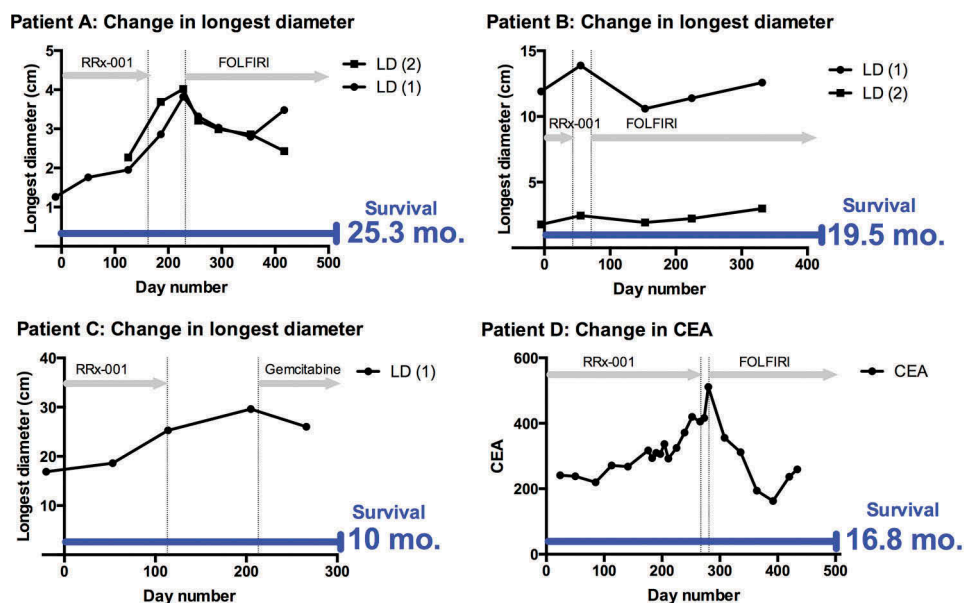 Patient A: Change in longest diameter
Longest diameter (cm)
5
4
3
2
1
RRx-001
FOLFIRI
LD (2)
LD (1)
Survival
25.3 mo.
0 100 200 300 400 500
Day number
Patient B: Change in longest diameter
Longest diameter (cm)
15
10
5
0
RRx-001
FOLFIRI
LD (1)
LD (2)
Survival
19.5 mo.
0 100 200 300 400
Day number
Patient C: Change in longest diameter
Longest diameter (cm)
40
30
20
10
RRx-001
Gemcitabine
LD (1)
Survival
10 mo.
0 100 200 300
Day number
Patient D: Change in CEA
CEA
600
400
200
0
RRx-001
FOLFIRI
CEA
Survival
16.8 mo.
0 100 200 300 400 500
Day number